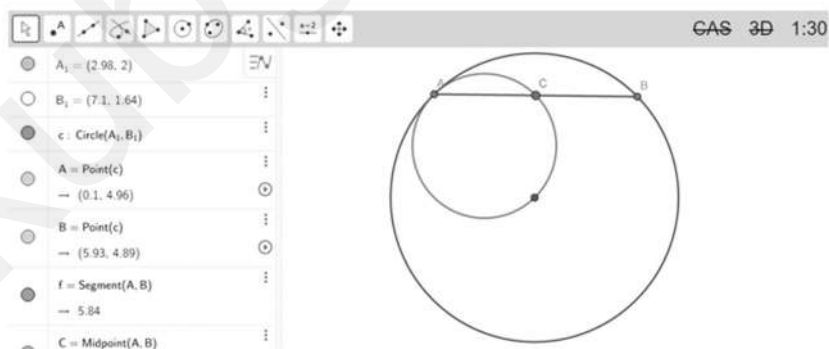 A
a=2
CAS 3D 1:30
A₁ = (2.98, 2)
B₁ = (7.1, 1.64)
c : Circle(A₁, B₁)
A = Point(c)
→ (0.1, 4.96)
B = Point(c)
→ (5.93, 4.89)
f = Segment(A, B)
→ 5.84
C = Midpoint(A, B)
A
C
B